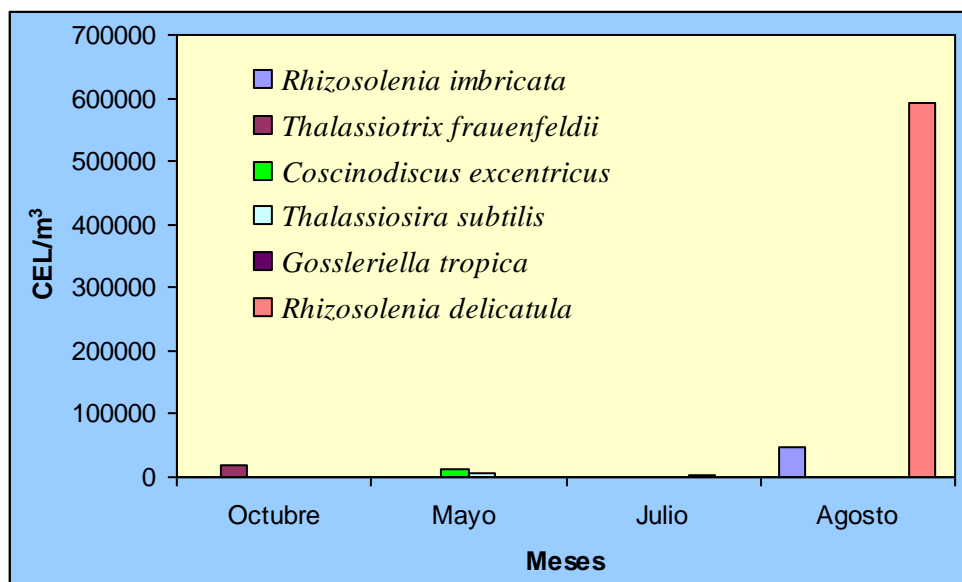 700000
600000
500000
400000
300000
200000
100000
0
CEL/m³
Rhizosolenia imbricata
Thalassiotrix frauenfeldii
Coscinodiscus excentricus
Thalassiosira subtilis
Gossleriella tropica
Rhizosolenia delicatula
Octubre Mayo Julio Agosto
Meses